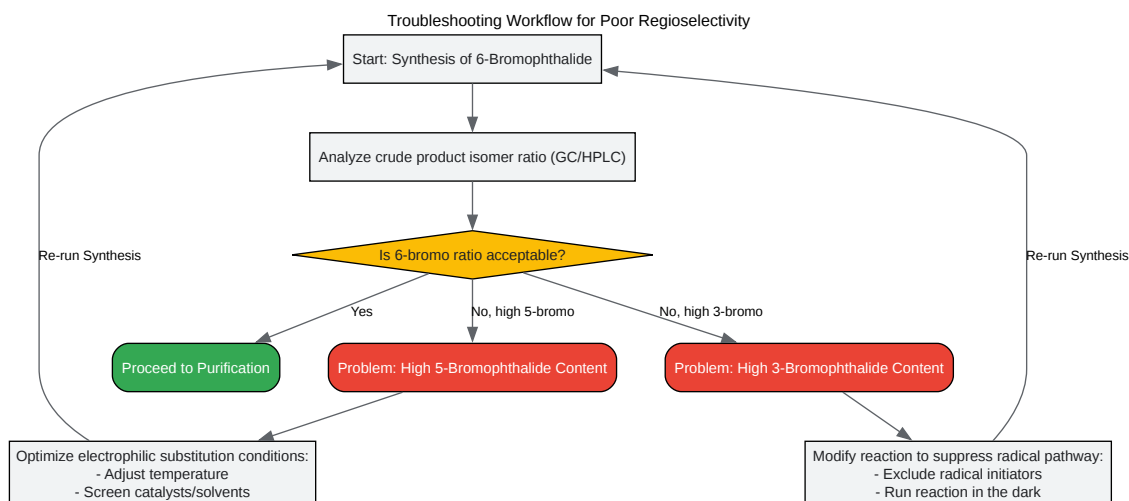 Troubleshooting Workflow for Poor Regioselectivity
Start: Synthesis of 6-Bromophthalide
Analyze crude product isomer ratio (GC/HPLC)
Is 6-bromo ratio acceptable?
Re-run Synthesis
Re-run Synthesis
Yes
No, high 5-bromo
No, high 3-bromo
Proceed to Purification
Problem: High 5-Bromophthalide Content
Problem: High 3-Bromophthalide Content
Optimize electrophilic substitution conditions:
- Adjust temperature
- Screen catalysts/solvents
Modify reaction to suppress radical pathway:
- Exclude radical initiators
- Run reaction in the dark